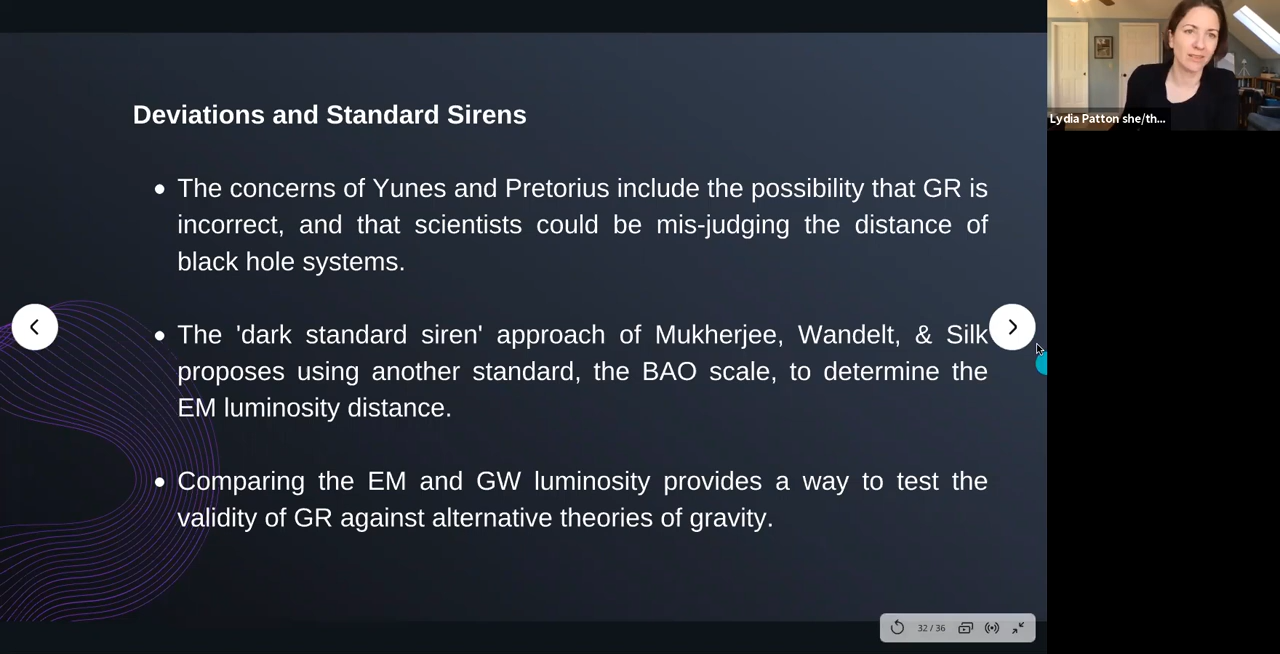 Deviations and Standard Sirens
The concerns of Yunes and Pretorius include the possibility that GR is
incorrect, and that scientists could be mis-judging the distance of
black hole systems.
The 'dark standard siren' approach of Mukherjee, Wandelt, & Silk
proposes using another standard, the BAO scale, to determine the
EM luminosity distance.
Comparing the EM and GW luminosity provides a way to test the
validity of GR against alternative theories of gravity.
Lydia Patton she/th...
32 / 36